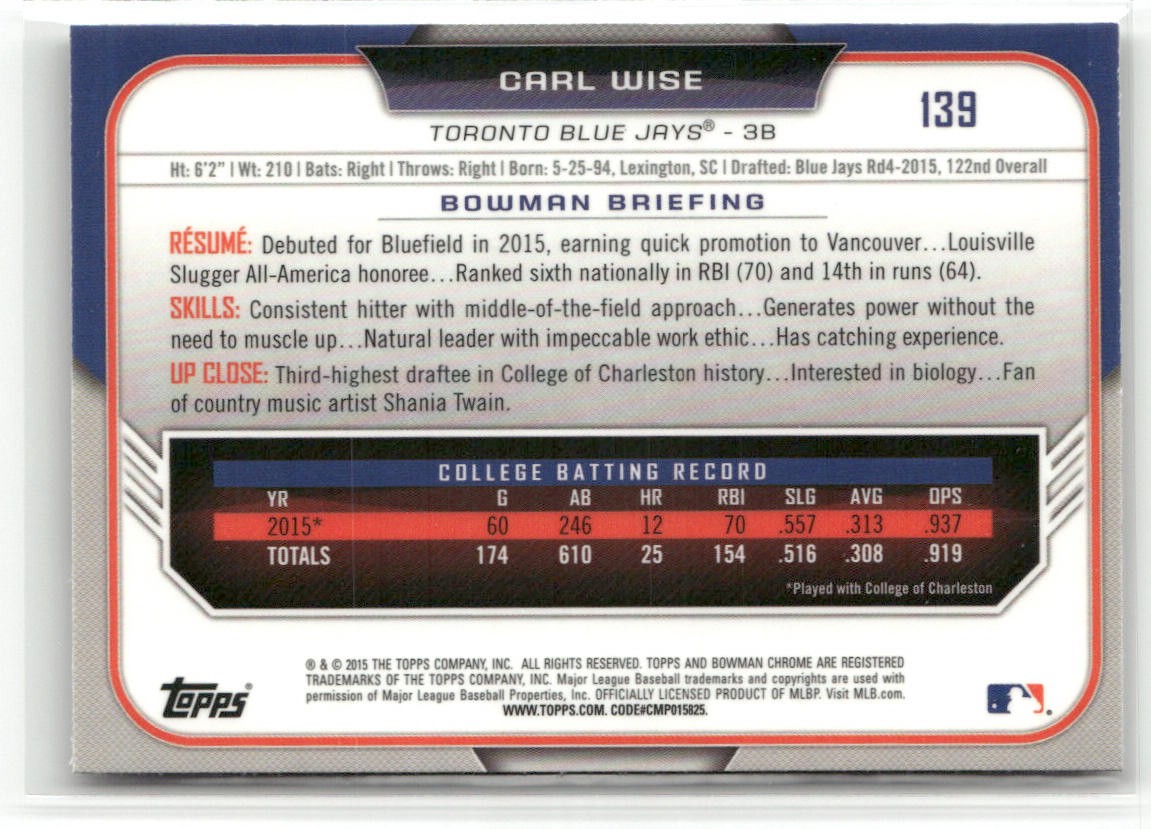 CARL WISE
139
TORONTO BLUE JAYS® - 3B
Ht: 6'2" | Wt: 210 | Bats: Right | Throws: Right | Born: 5-25-94, Lexington, SC | Drafted: Blue Jays Rd4-2015, 122nd Overall
BOWMAN BRIEFING
RÉSUMÉ: Debuted for Bluefield in 2015, earning quick promotion to Vancouver...Louisville
Slugger All-America honoree...Ranked sixth nationally in RBI (70) and 14th in runs (64).
SKILLS: Consistent hitter with middle-of-the-field approach...Generates power without the
need to muscle up...Natural leader with impeccable work ethic...Has catching experience.
UP CLOSE: Third-highest draftee in College of Charleston history...Interested in biology...Fan
of country music artist Shania Twain.
COLLEGE BATTING RECORD
YR G AB HR RBI SLG AVG OPS
2015* 60 246 12 70 .557 .313 .937
TOTALS 174 610 25 154 .516 .308 .919
*Played with College of Charleston
® & © 2015 THE TOPPS COMPANY, INC. ALL RIGHTS RESERVED. TOPPS AND BOWMAN CHROME ARE REGISTERED
TRADEMARKS OF THE TOPPS COMPANY, INC. Major League Baseball trademarks and copyrights are used with
permission of Major League Baseball Properties, Inc. OFFICIALLY LICENSED PRODUCT OF MLBP. Visit MLB.com.
WWW.TOPPS.COM. CODE#CMP015825.
TOPPS®